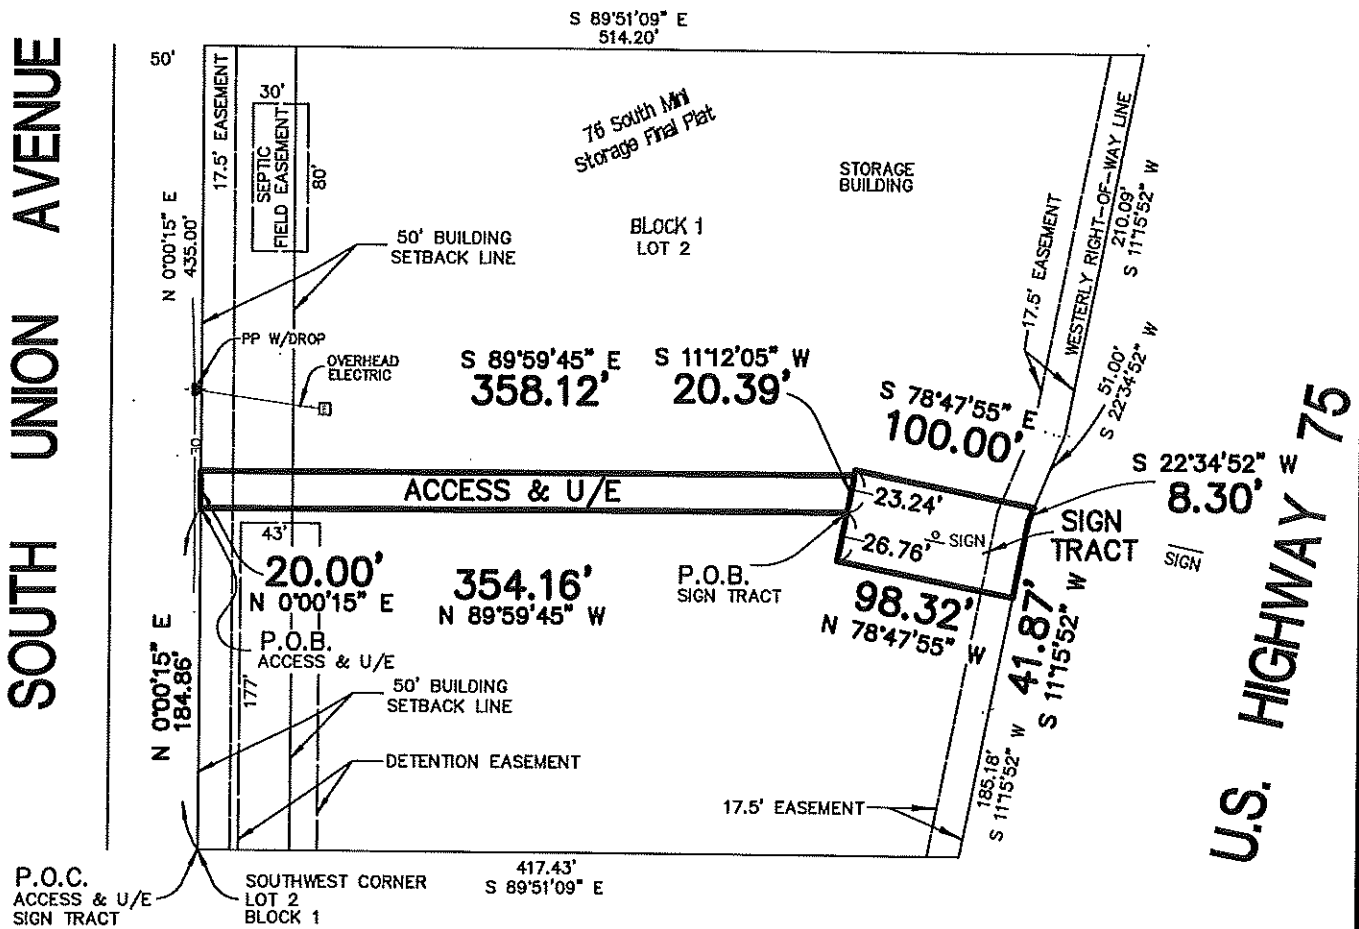 S 89°51'09" E
514.20'
SOUTH UNION AVENUE
50'
17.5' EASEMENT
30'
SEPTIC
FIELD EASEMENT
80'
76 South Mini
Storage Final Plat
STORAGE
BUILDING
BLOCK 1
LOT 2
N 0°00'15" E
435.00'
50' BUILDING
SETBACK LINE
17.5' EASEMENT
WESTERLY RIGHT-OF-WAY LINE
210.09'
S 11°15'52" W
PP W/DROP
OVERHEAD
ELECTRIC
E
30
S 89°59'45" E
358.12'
S 11°12'05" W
20.39'
S 78°47'55" E
100.00'
51.00'
S 22°34'52" W
S 22°34'52" W
8.30'
U.S. HIGHWAY 75
ACCESS & U/E
23.24'
26.76'
SIGN
SIGN
TRACT
SIGN
43'
20.00'
N 0°00'15" E
354.16'
N 89°59'45" W
P.O.B.
SIGN TRACT
98.32'
N 78°47'55" W
41.87'
S 11°15'52" W
P.O.B.
ACCESS & U/E
N 0°00'15" E
184.86'
177'
50' BUILDING
SETBACK LINE
DETENTION EASEMENT
17.5' EASEMENT
185.18'
S 11°15'52" W
P.O.C.
ACCESS & U/E
SIGN TRACT
SOUTHWEST CORNER
LOT 2
BLOCK 1
417.43'
S 89°51'09" E